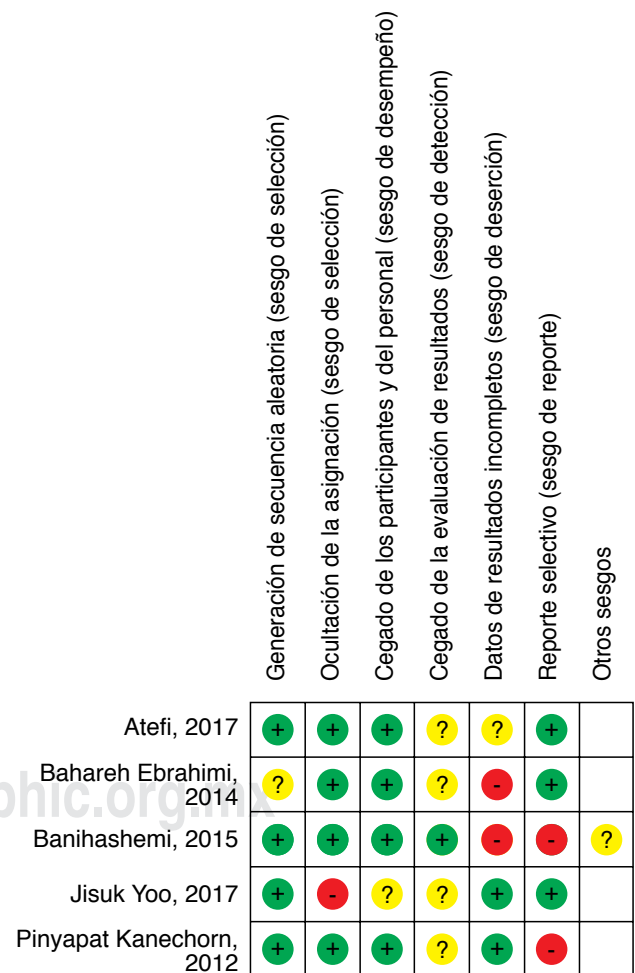 Generación de secuencia aleatoria (sesgo de selección)
Ocultación de la asignación (sesgo de selección)
Cegado de los participantes y del personal (sesgo de desempeño)
Cegado de la evaluación de resultados (sesgo de detección)
Datos de resultados incompletos (sesgo de deserción)
Reporte selectivo (sesgo de reporte)
Otros sesgos
Atefi, 2017
+ + + ? ? +
Bahareh Ebrahimi,
2014
? + + ? - +
Banihashemi, 2015
+ + + + - - ?
Jisuk Yoo, 2017
+ - ? ? + +
Pinyapat Kanechorn,
2012
+ + + ? + -
phic.org.mx